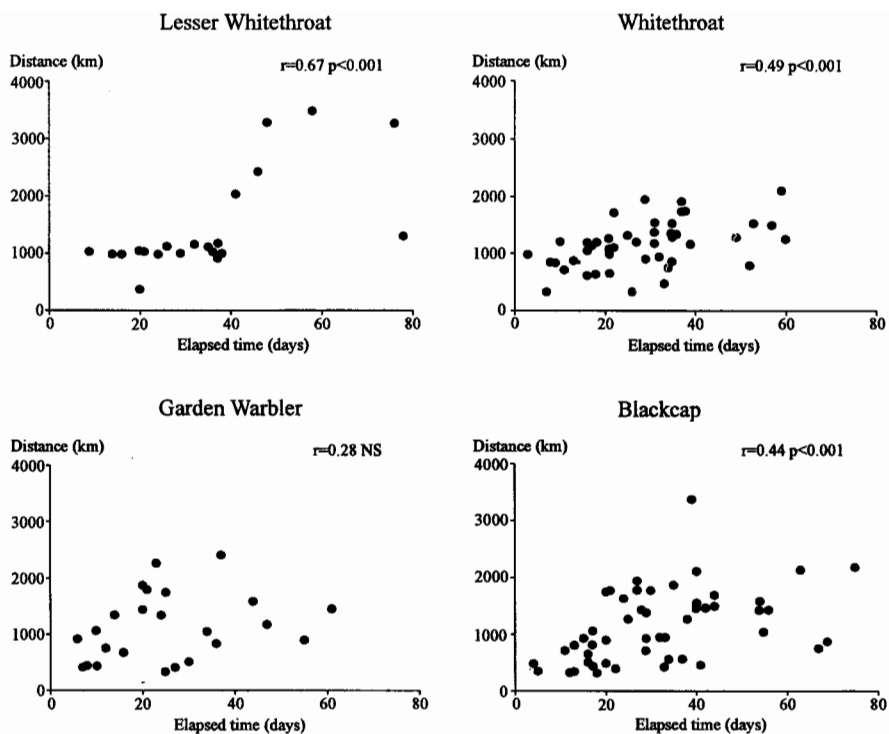 Lesser Whitethroat
Distance (km)
r=0.67 p<0.001
4000
3000
2000
1000
0
0 20 40 60 80
Elapsed time (days)
Whitethroat
Distance (km)
r=0.49 p<0.001
4000
3000
2000
1000
0
0 20 40 60 80
Elapsed time (days)
Garden Warbler
Distance (km)
r=0.28 NS
4000
3000
2000
1000
0
0 20 40 60 80
Elapsed time (days)
Blackcap
Distance (km)
r=0.44 p<0.001
4000
3000
2000
1000
0
0 20 40 60 80
Elapsed time (days)